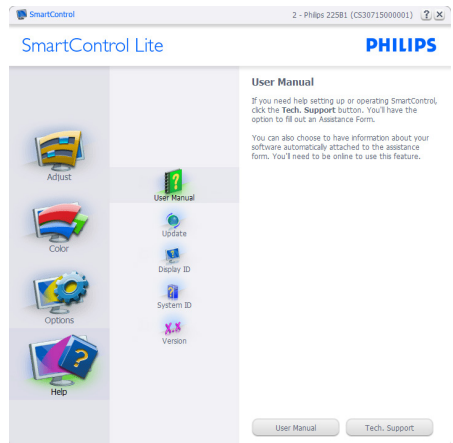 SmartControl
2 - Philips 225B1 (CS30715000001)
? X
SmartControl Lite
PHILIPS
Adjust
Color
Options
?
Help
?
User Manual
Update
?
Display ID
?
System ID
X.X
Version
User Manual
If you need help setting up or operating SmartControl,
click the Tech. Support button. You'll have the
option to fill out an Assistance Form.
You can also choose to have information about your
software automatically attached to the assistance
form. You'll need to be online to use this feature.
User Manual
Tech. Support